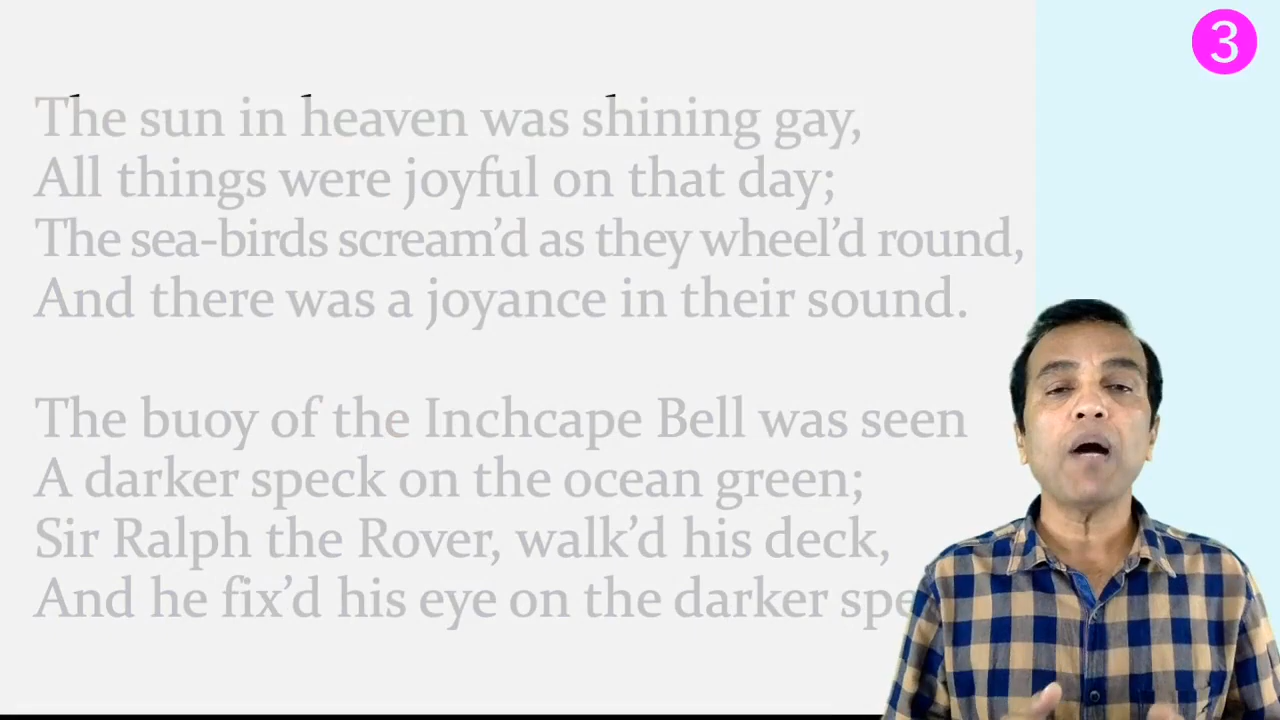 3
The sun in heaven was shining gay,
All things were joyful on that day;
The sea-birds scream’d as they wheel’d round,
And there was a joyance in their sound.
The buoy of the Inchcape Bell was seen
A darker speck on the ocean green;
Sir Ralph the Rover, walk’d his deck,
And he fix’d his eye on the darker